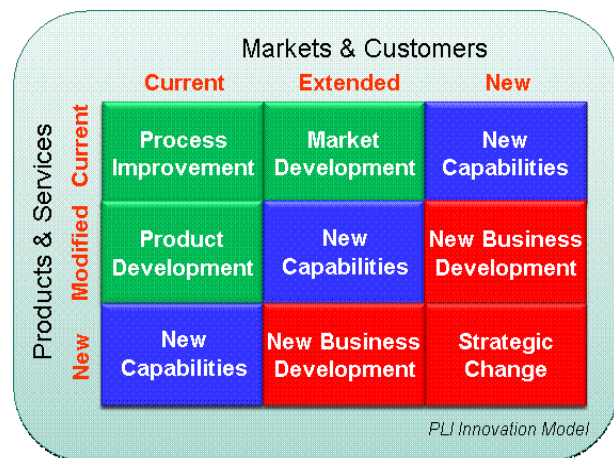 Markets & Customers
Current Extended New
Products & Services
Current
Process Improvement
Market Development
New Capabilities
Modified
Product Development
New Capabilities
New Business Development
New
New Capabilities
New Business Development
Strategic Change
PLI Innovation Model